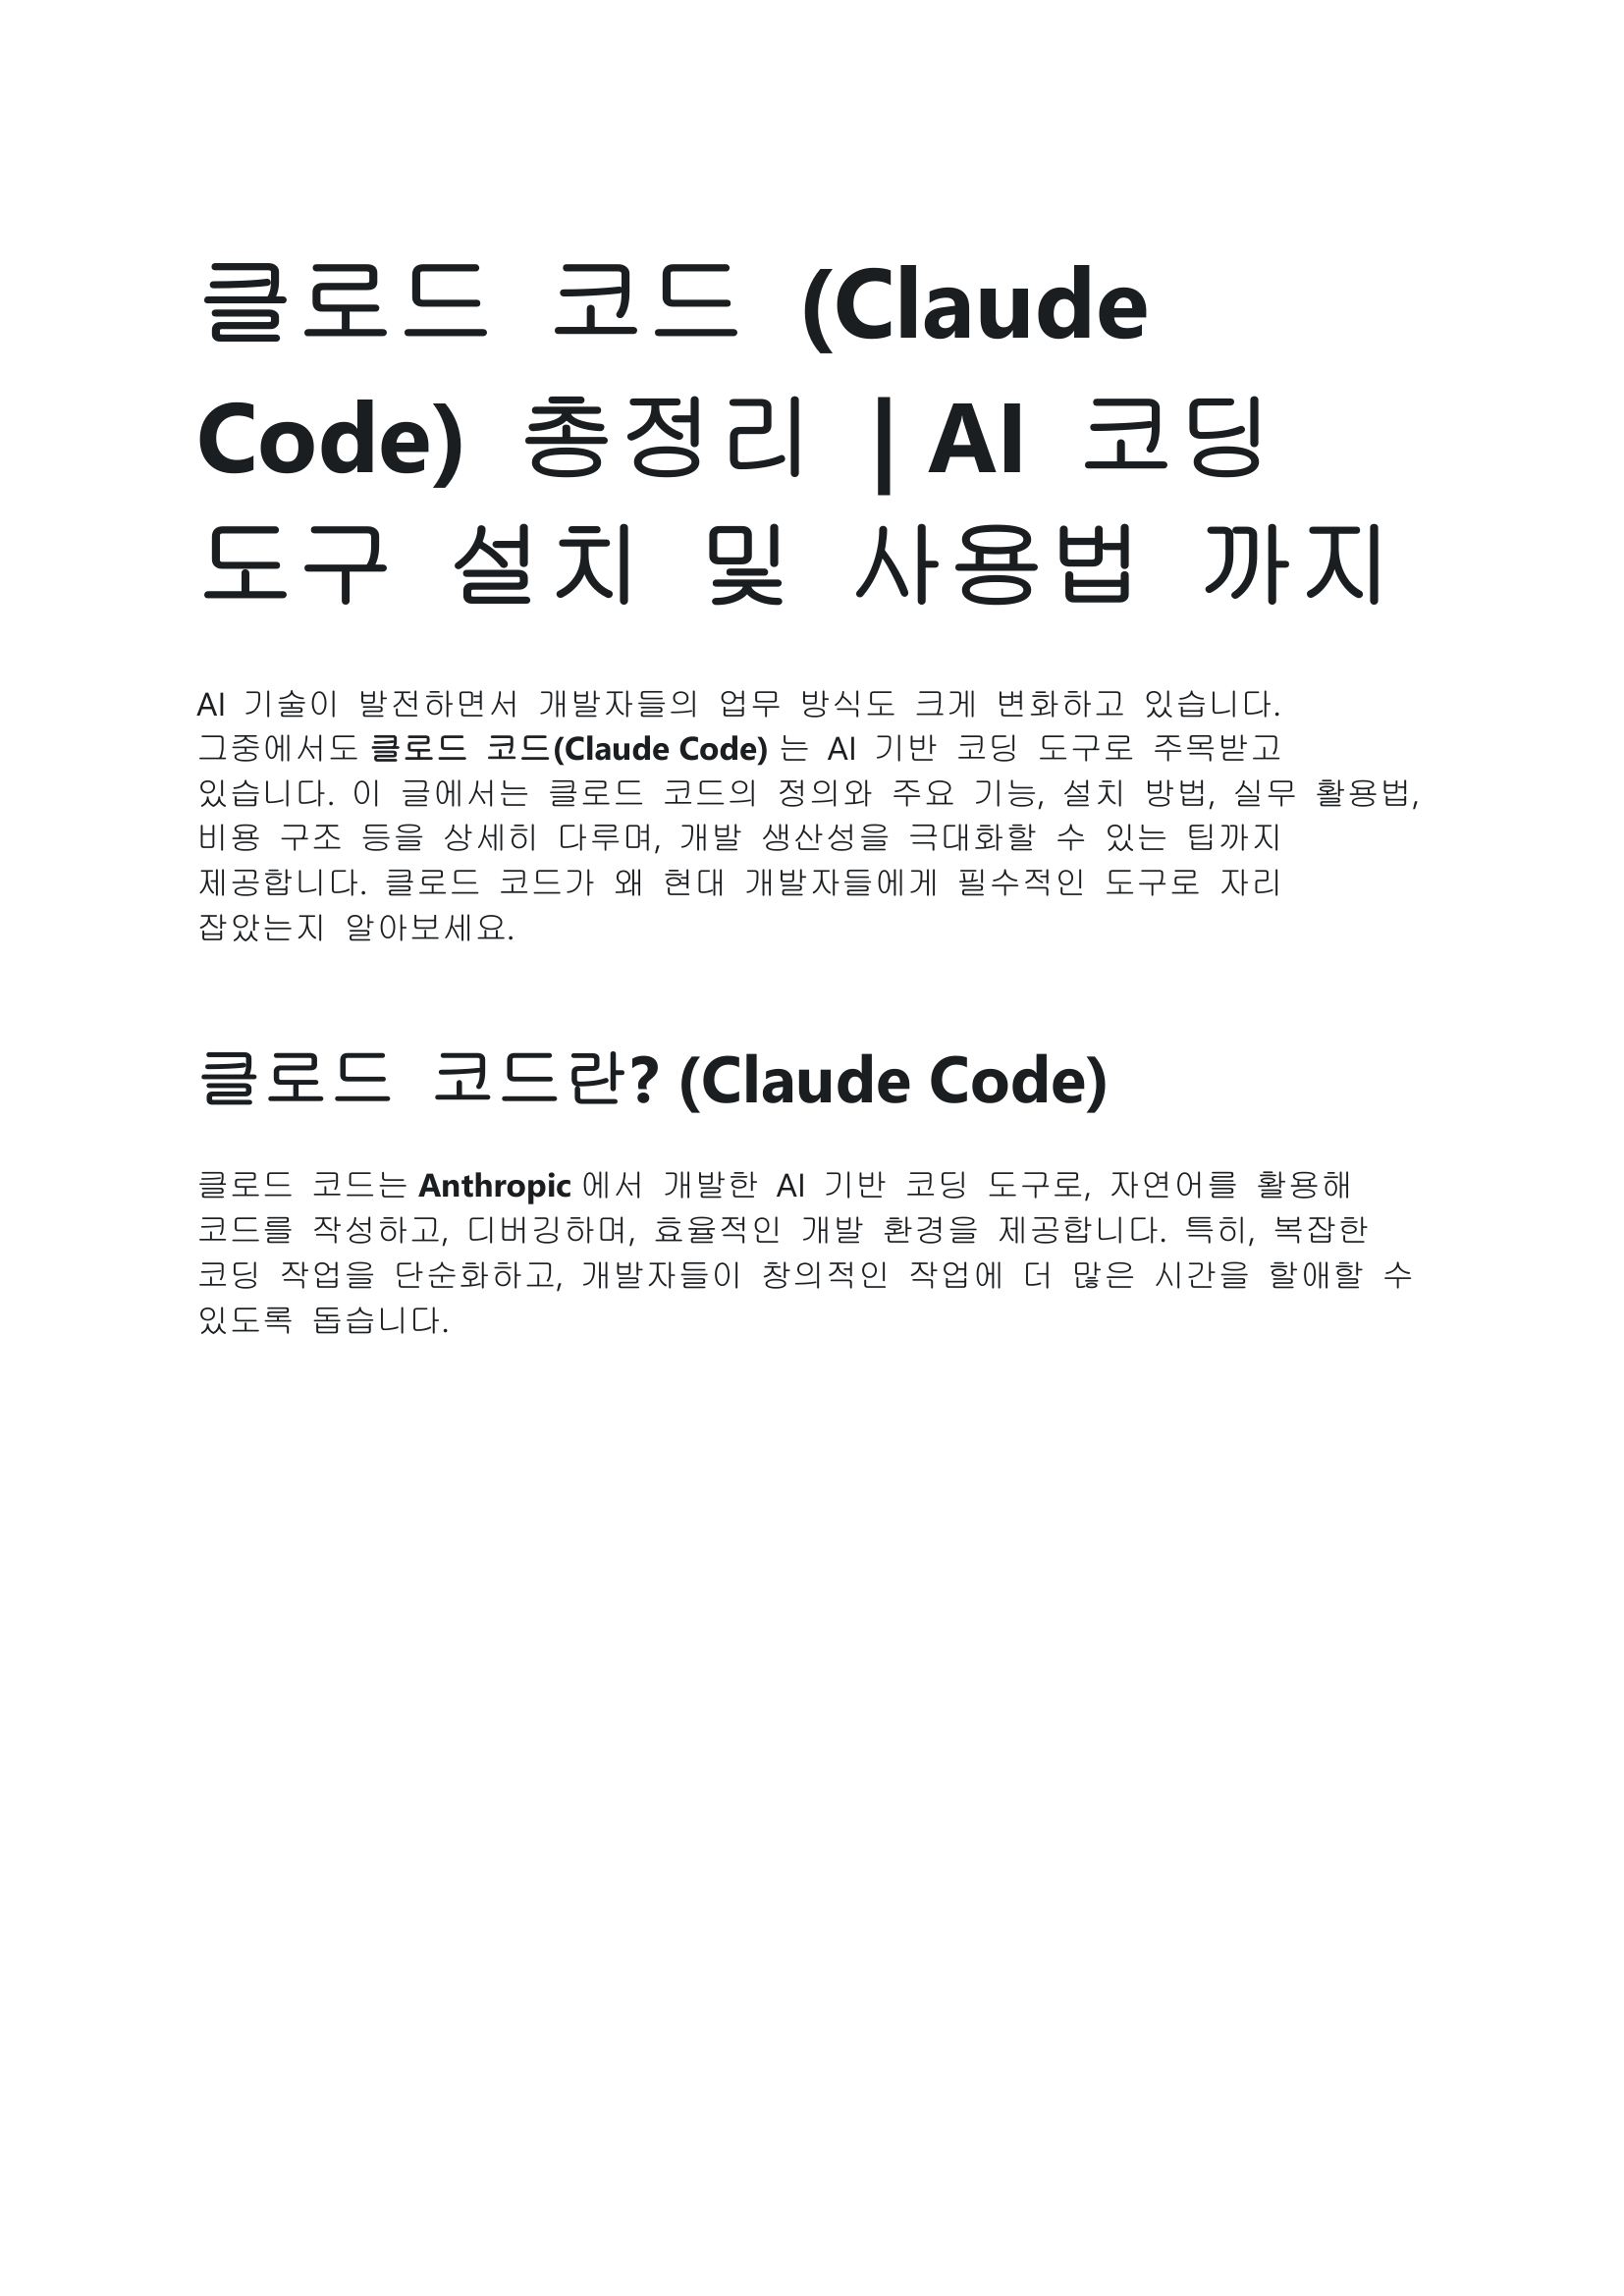 클로드 코드 (Claude
Code) 총정리 | AI 코딩
도구 설치 및 사용법 까지
AI 기술이 발전하면서 개발자들의 업무 방식도 크게 변화하고 있습니다.
그중에서도 클로드 코드(Claude Code) 는 AI 기반 코딩 도구로 주목받고
있습니다. 이 글에서는 클로드 코드의 정의와 주요 기능, 설치 방법, 실무 활용법,
비용 구조 등을 상세히 다루며, 개발 생산성을 극대화할 수 있는 팁까지
제공합니다. 클로드 코드가 왜 현대 개발자들에게 필수적인 도구로 자리
잡았는지 알아보세요.
클로드 코드란? (Claude Code)
클로드 코드는 Anthropic 에서 개발한 AI 기반 코딩 도구로, 자연어를 활용해
코드를 작성하고, 디버깅하며, 효율적인 개발 환경을 제공합니다. 특히, 복잡한
코딩 작업을 단순화하고, 개발자들이 창의적인 작업에 더 많은 시간을 할애할 수
있도록 돕습니다.